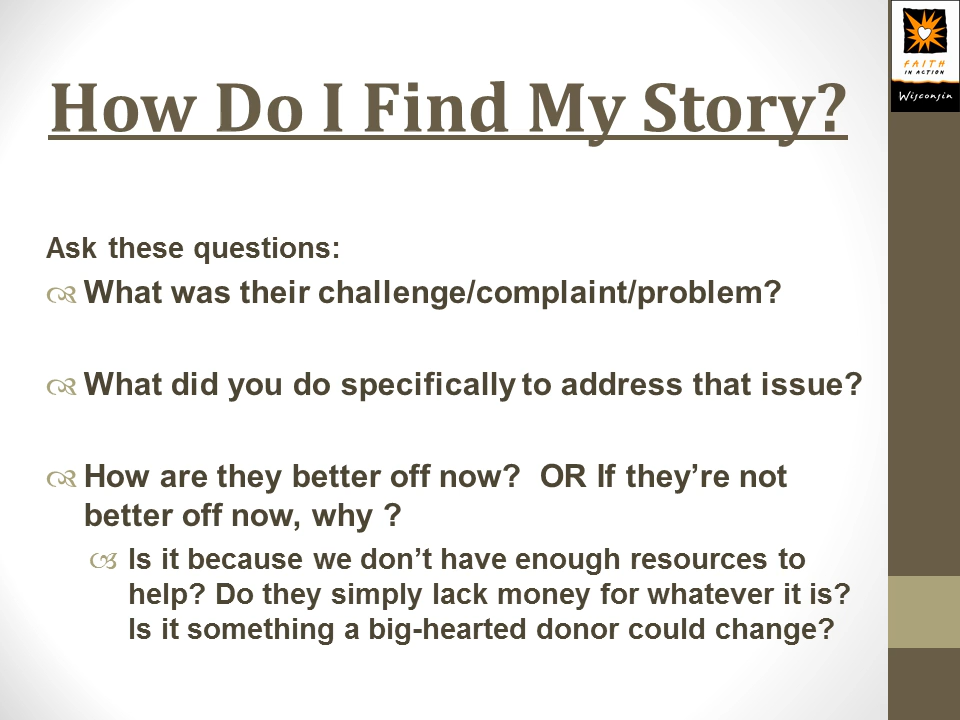 FAITH
IN ACTION
Wisconsin
How Do I Find My Story?
Ask these questions:
What was their challenge/complaint/problem?
What did you do specifically to address that issue?
How are they better off now? OR If they’re not
better off now, why ?
Is it because we don’t have enough resources to
help? Do they simply lack money for whatever it is?
Is it something a big-hearted donor could change?